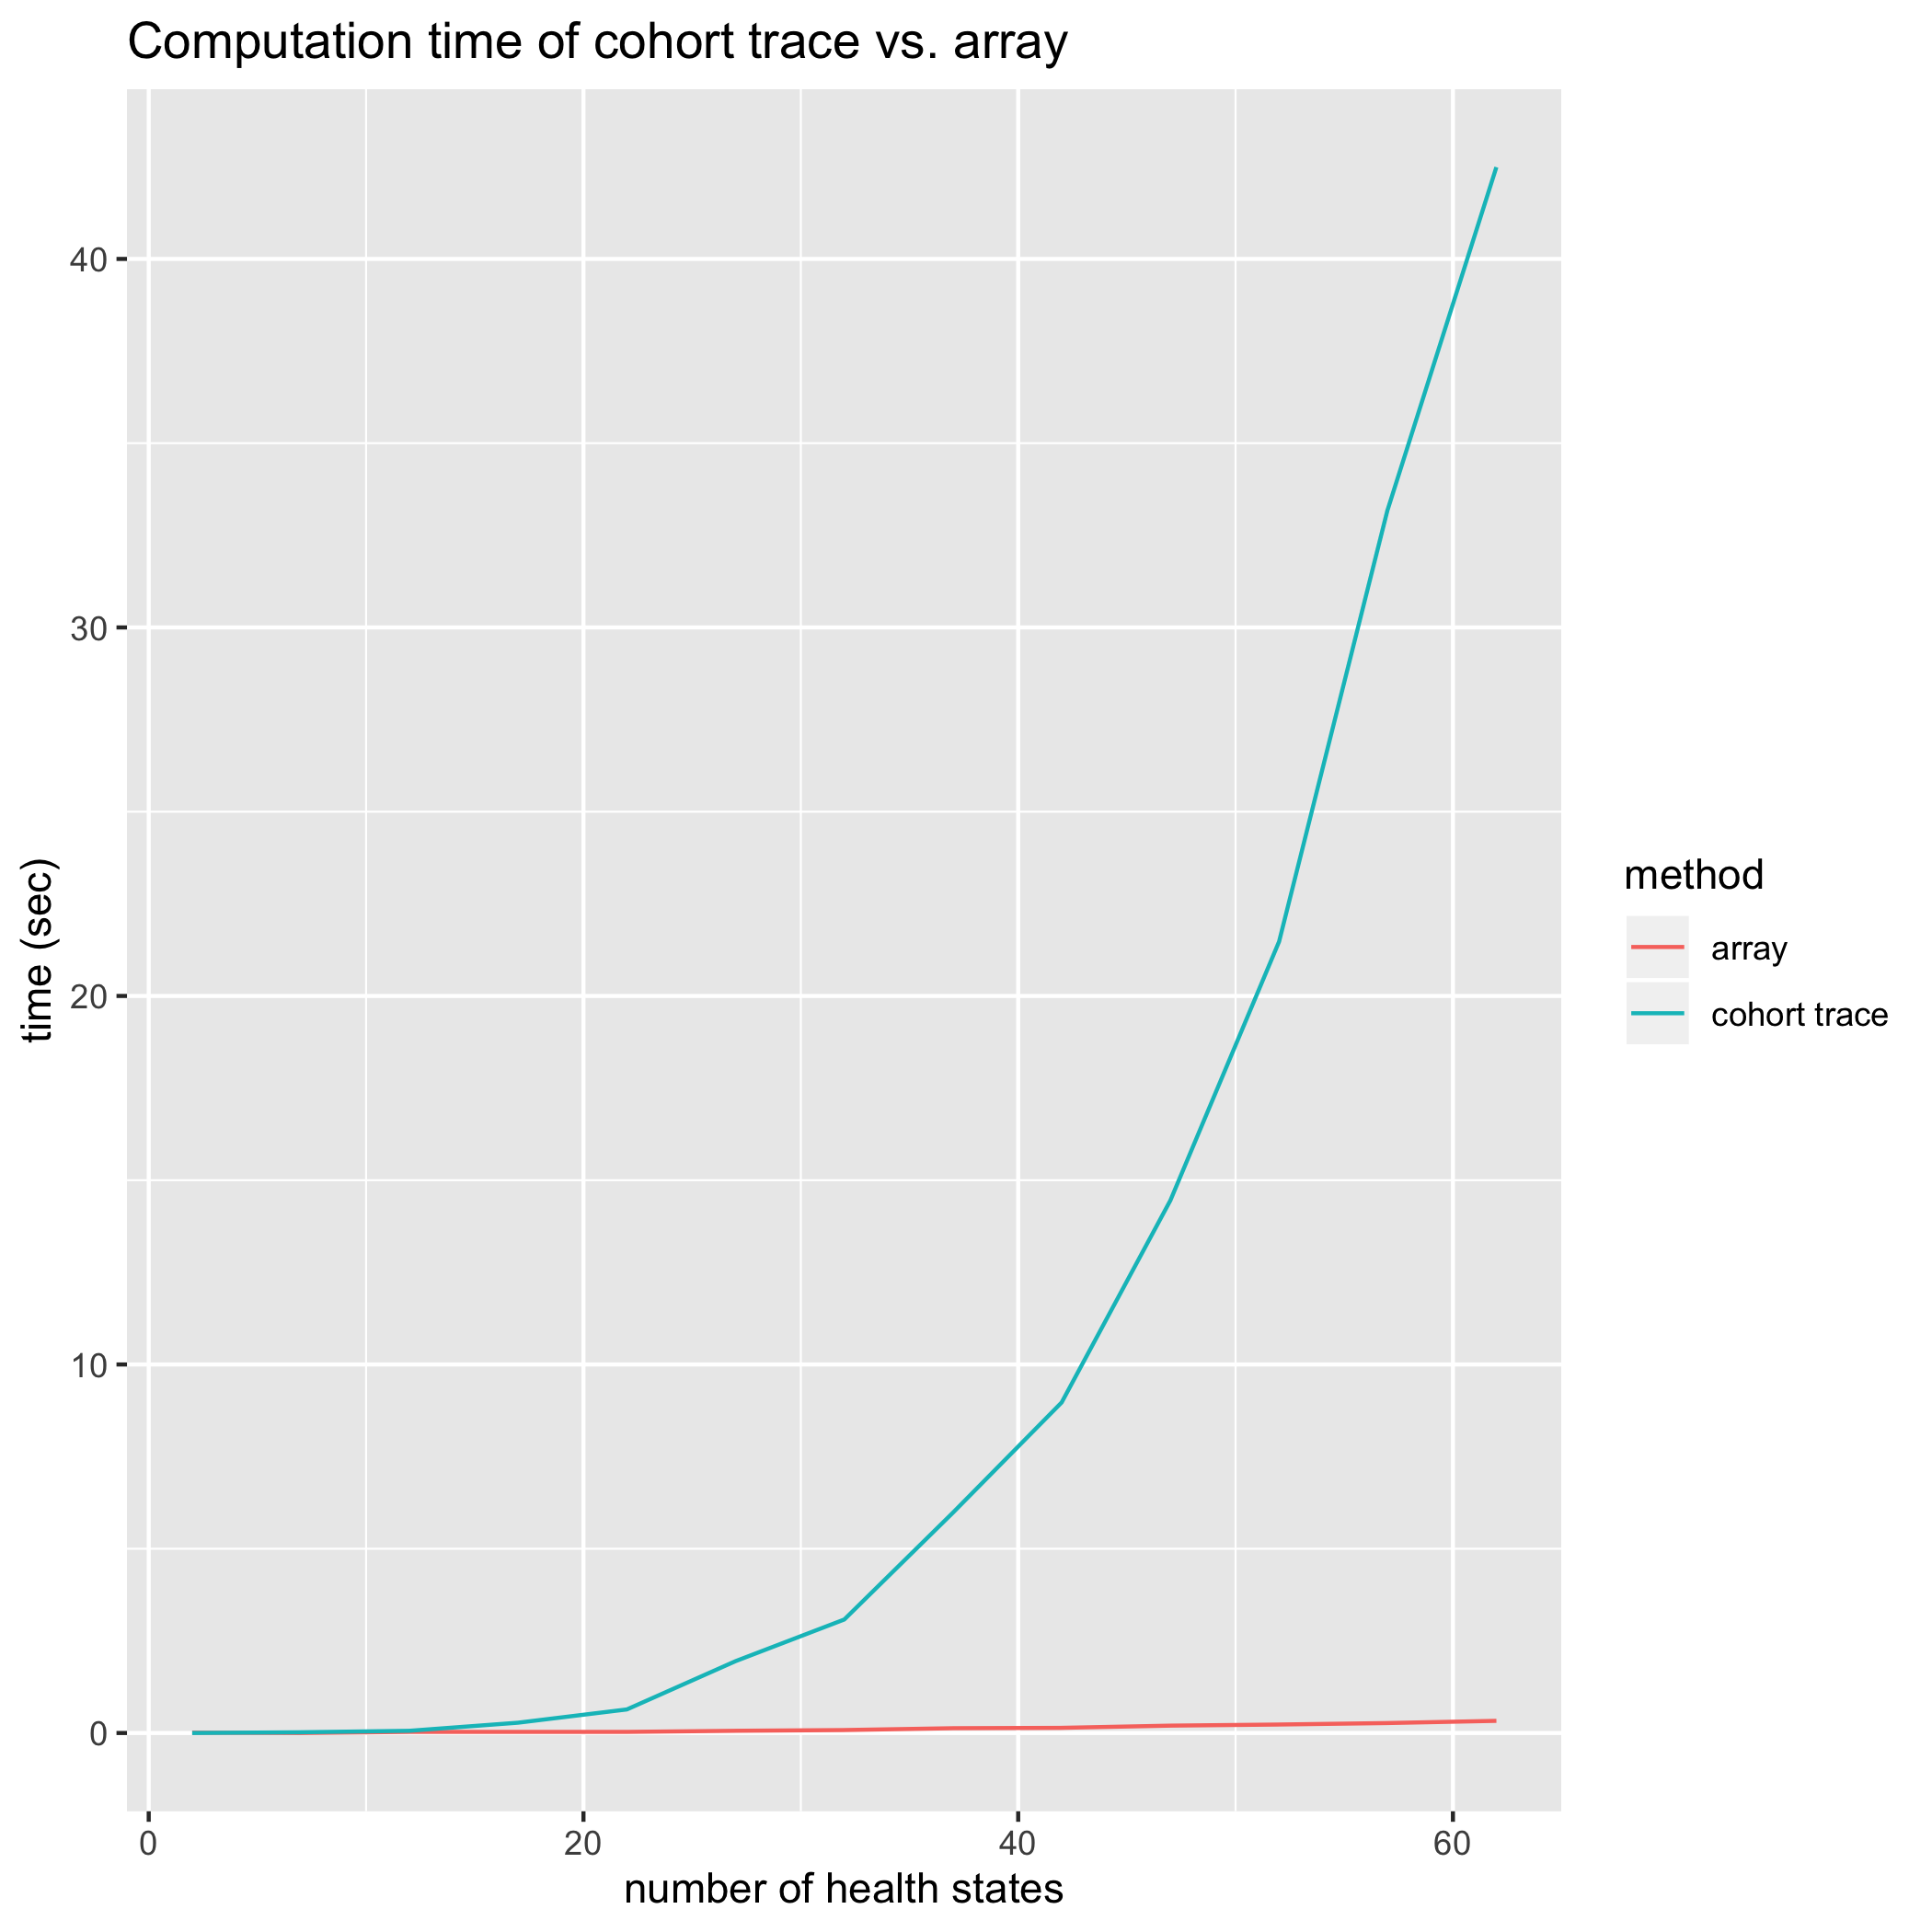 Computation time of cohort trace vs. array
40
30
20
10
0
time (sec)
0 20 40 60
number of health states
method
array
cohort trace